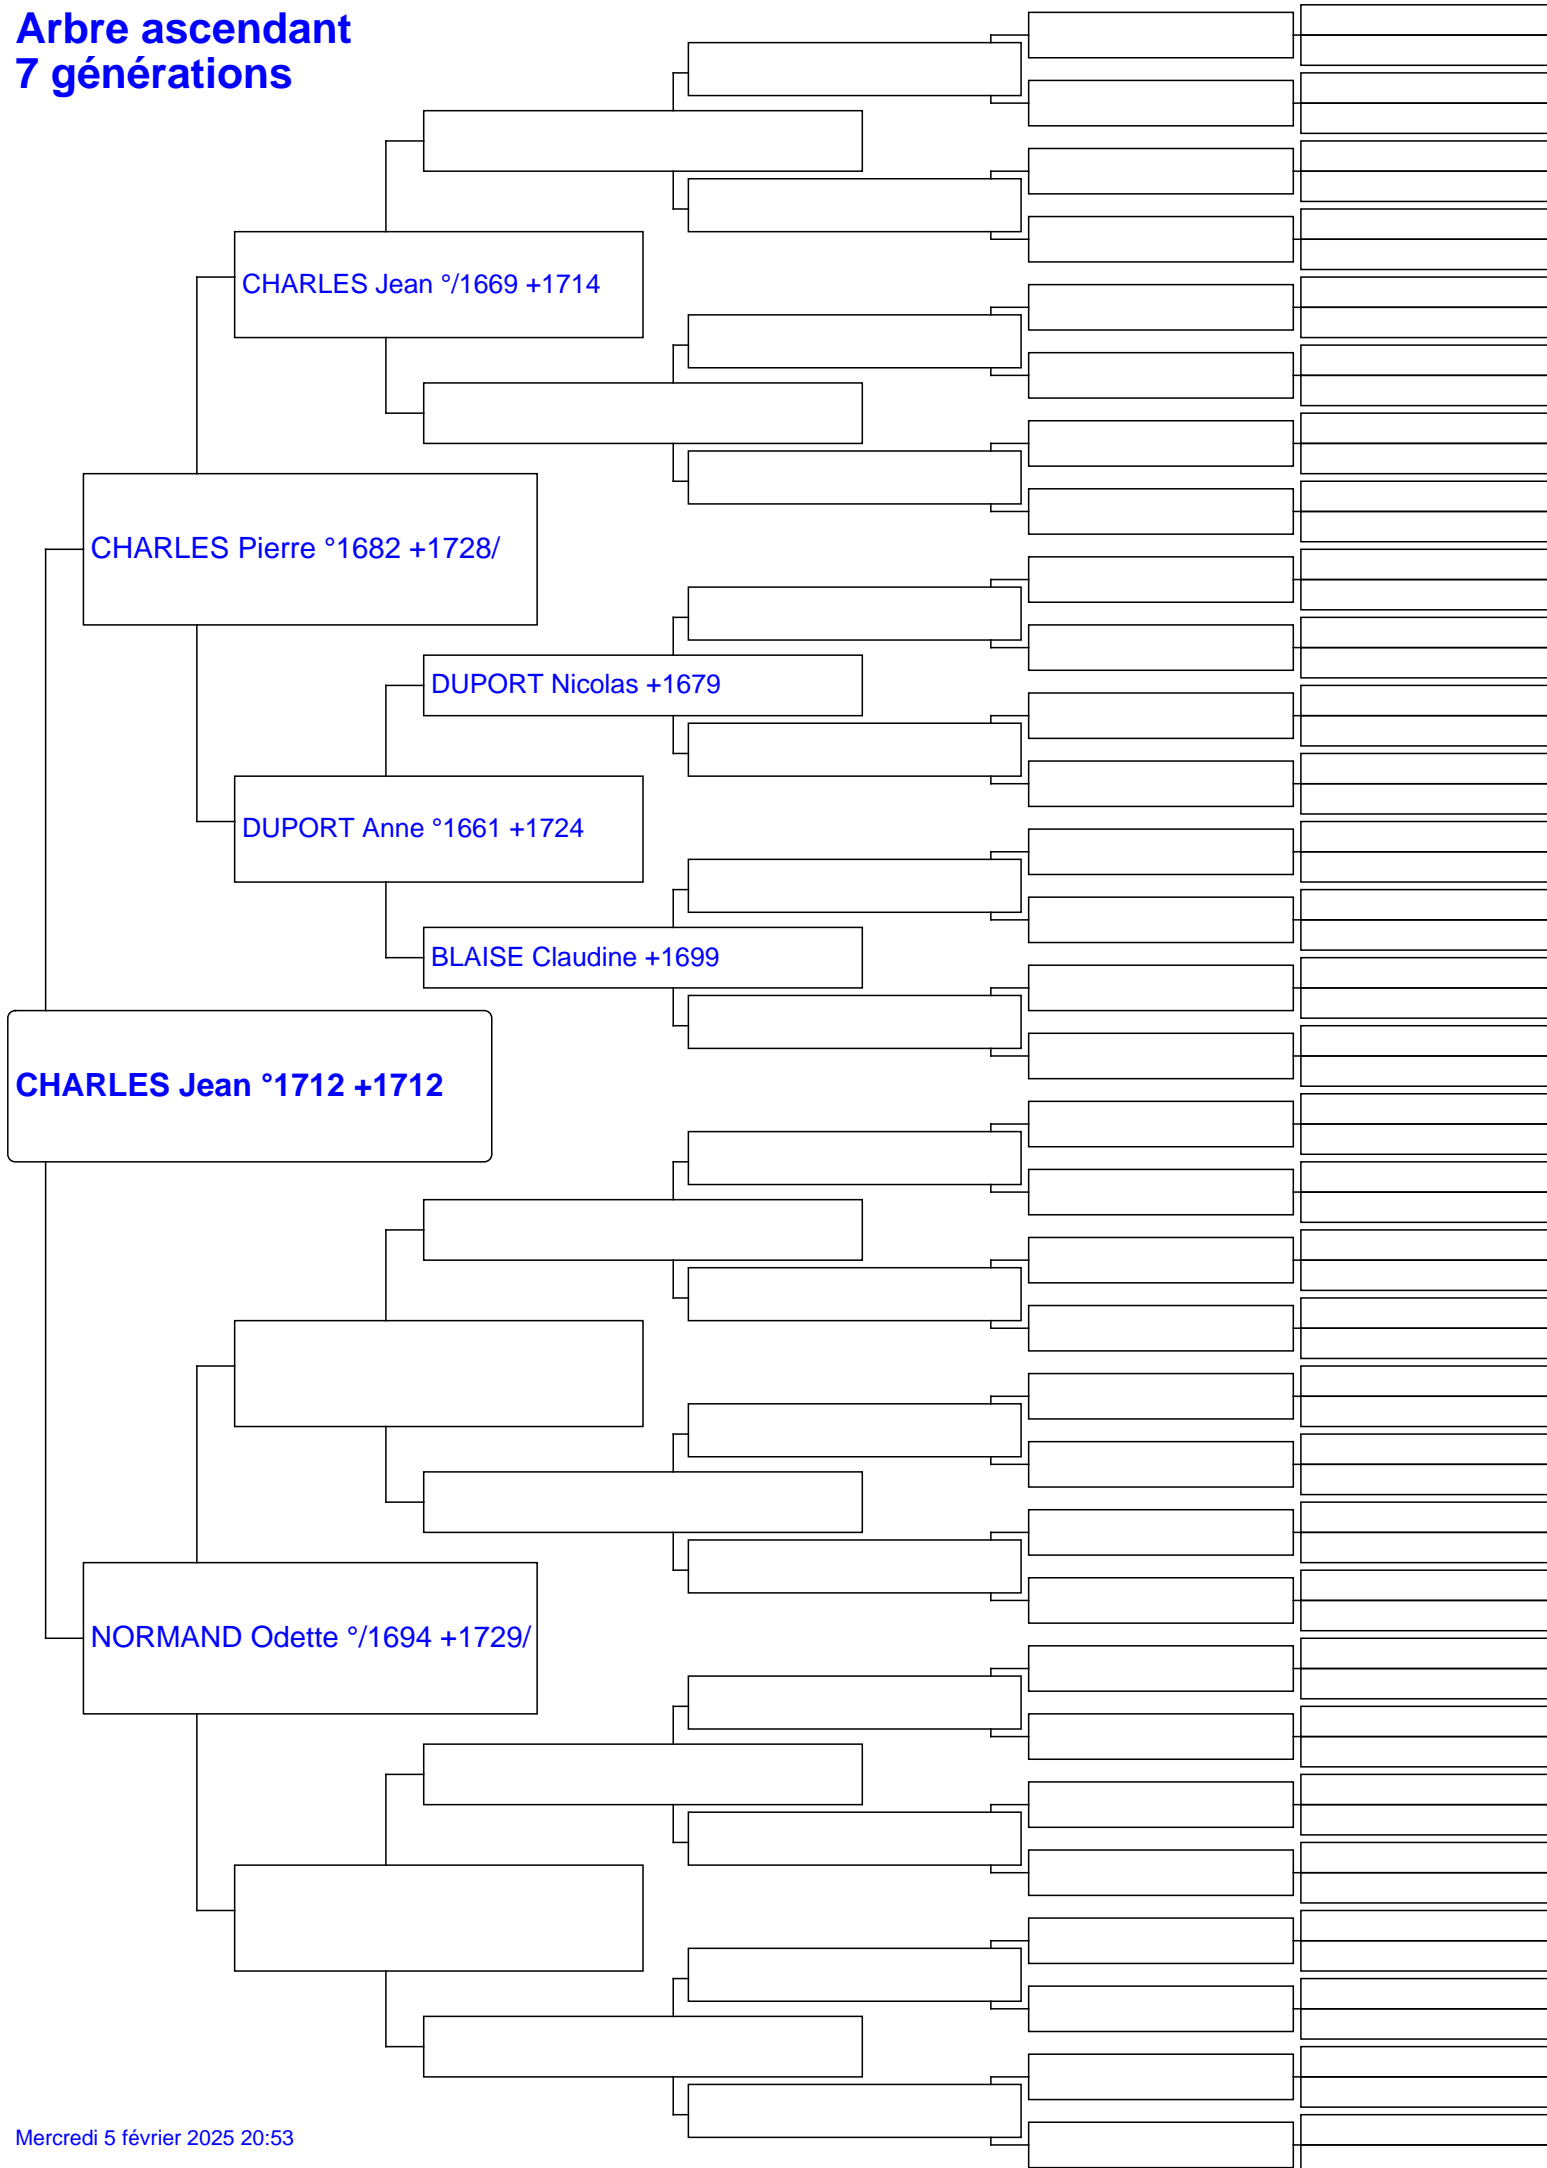 Arbre ascendant
7 générations
CHARLES Jean °/1669 +1714
CHARLES Pierre °1682 +1728/
DUPORT Nicolas +1679
DUPORT Anne °1661 +1724
BLAISE Claudine +1699
CHARLES Jean °1712 +1712
NORMAND Odette °/1694 +1729/
Mercredi 5 février 2025 20:53